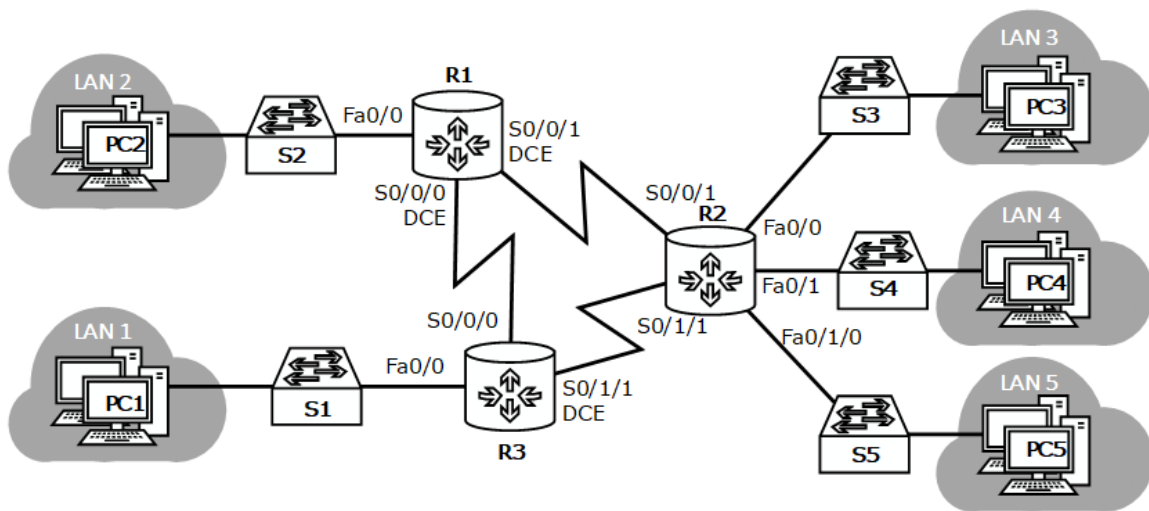 LAN 2
PC2
S2
Fa0/0
R1
S0/0/1
DCE
S0/0/0
DCE
S0/0/1
R2
S3
LAN 3
PC3
Fa0/0
Fa0/1
S4
LAN 4
PC4
S0/1/1
Fa0/1/0
S0/0/0
LAN 1
PC1
S1
Fa0/0
S0/1/1
DCE
R3
S5
LAN 5
PC5